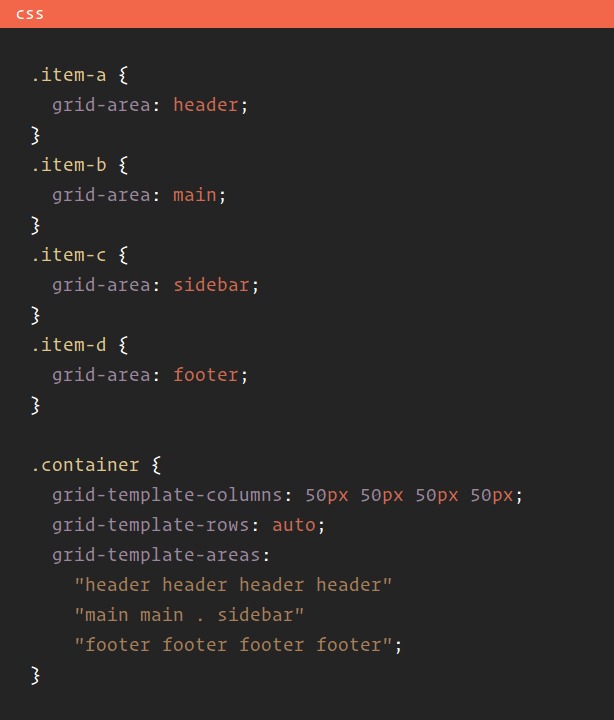 css
.item-a {
  grid-area: header;
}
.item-b {
  grid-area: main;
}
.item-c {
  grid-area: sidebar;
}
.item-d {
  grid-area: footer;
}
.container {
  grid-template-columns: 50px 50px 50px 50px;
  grid-template-rows: auto;
  grid-template-areas:
    "header header header header"
    "main main . sidebar"
    "footer footer footer footer";
}